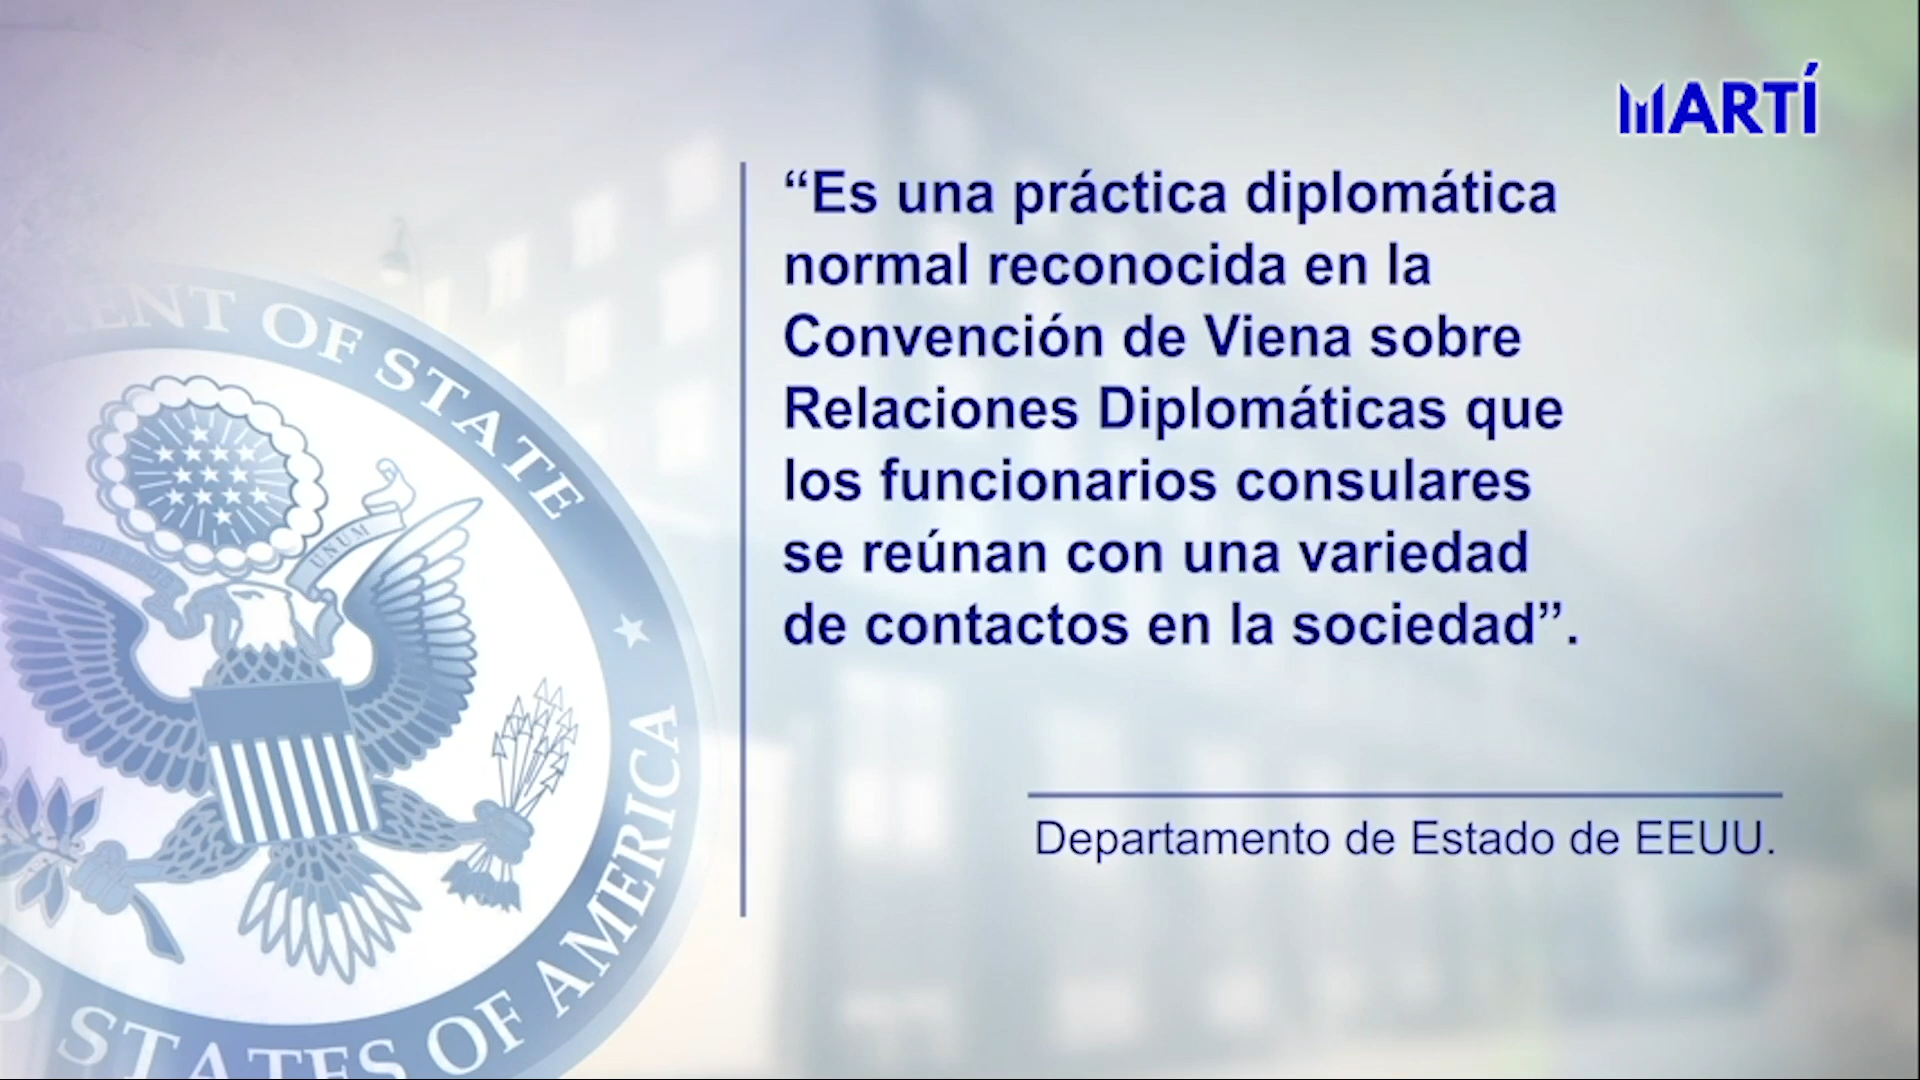 MARTÍ
“Es una práctica diplomática
normal reconocida en la
Convención de Viena sobre
Relaciones Diplomáticas que
los funcionarios consulares
se reúnan con una variedad
de contactos en la sociedad”.
Departamento de Estado de EEUU.
ENT OF STATE
UNUM
STATES OF AMERICA